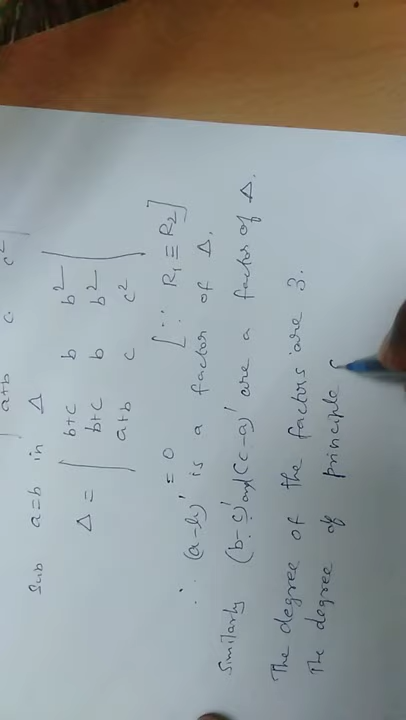 a+b c c²
Sub a=b in Δ
Δ = | b+c b b² |
| b+c b b² |
| a+b c c² |
= 0 [∵ R₁ ≡ R₂]
∴ (a-b)' is a factor of Δ.
Similarly (b-c)' and (c-a)' are a factor of Δ.
The degree of the factors are 3.
The degree of principle